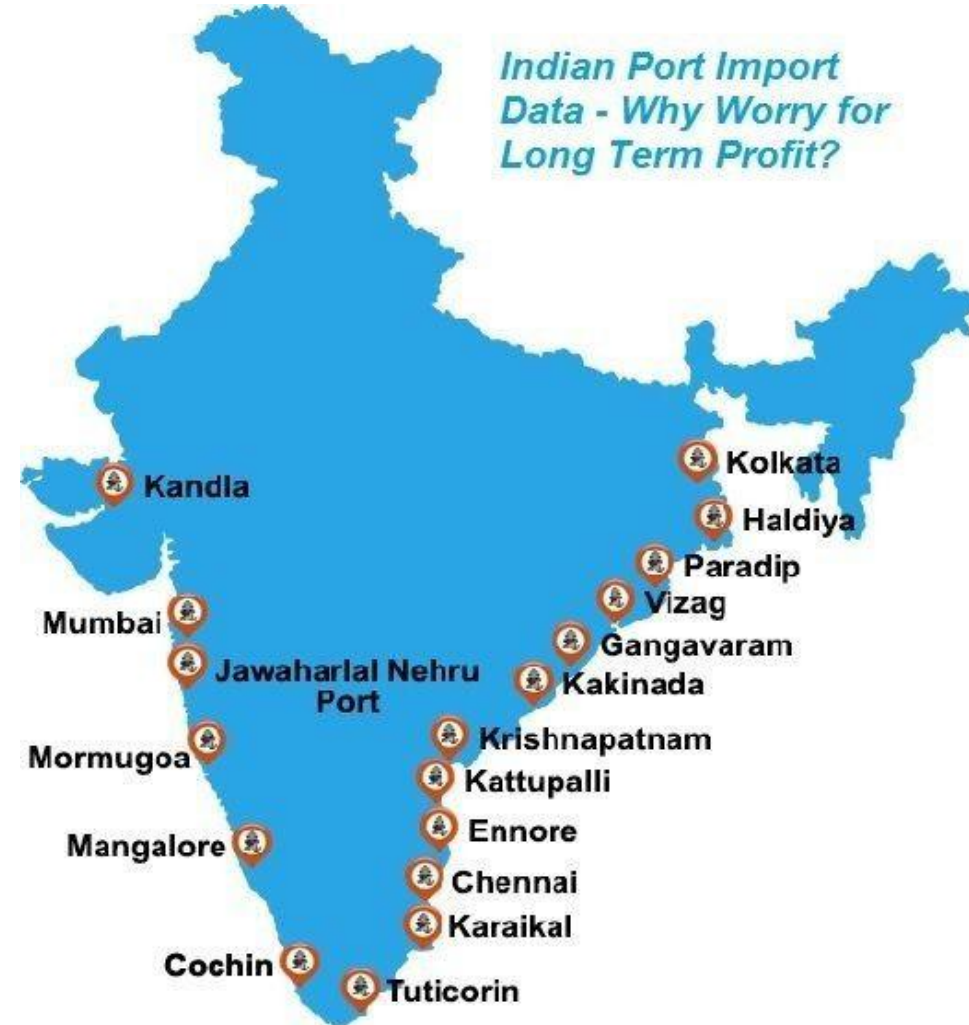 Indian Port Import
Data - Why Worry for
Long Term Profit?
Kolkata
Kandla
Haldiya
Paradip
Vizag
Mumbai
Gangavaram
Jawaharlal Nehru
Port
Kakinada
Krishnapatnam
Mormugoa
Kattupalli
Ennore
Mangalore
Chennai
Karaikal
Cochin
Tuticorin